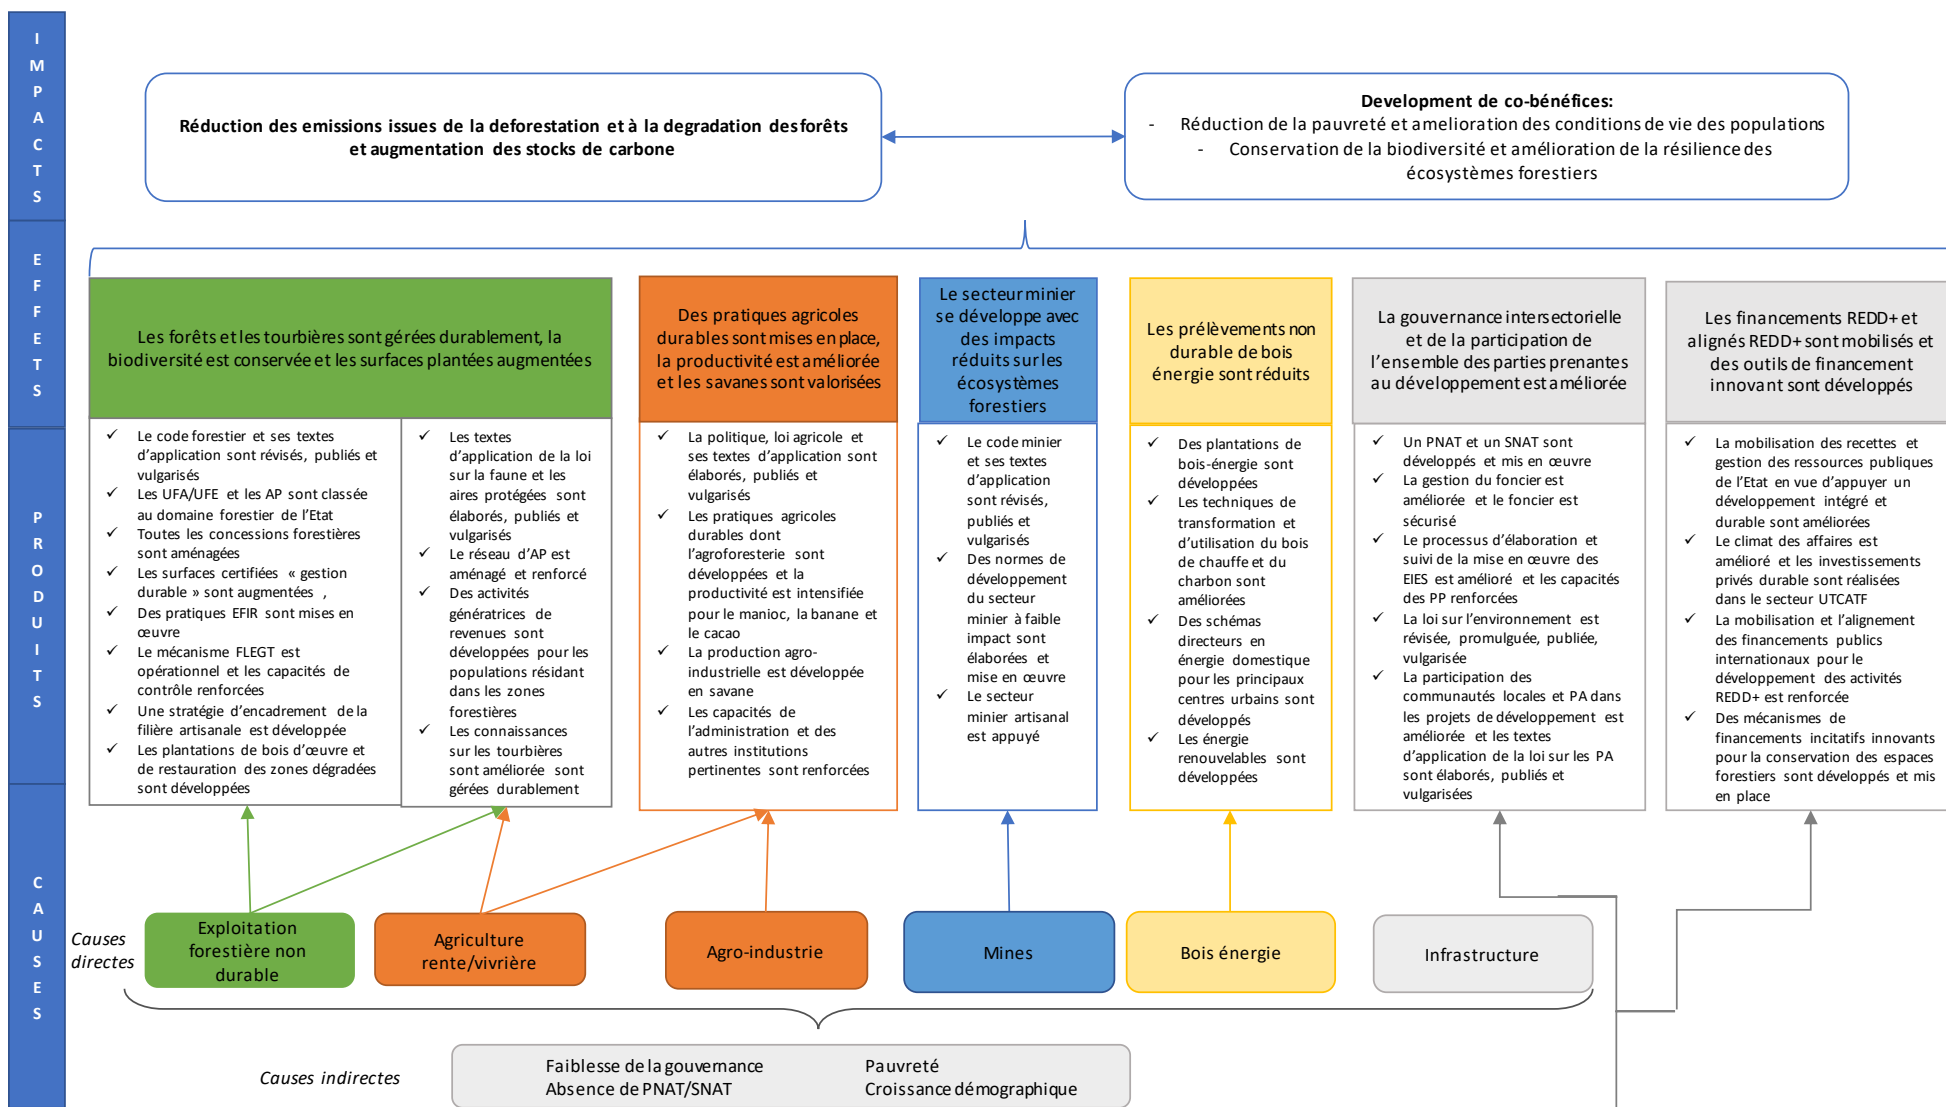 IMPACTS
Réduction des emissions issues de la deforestation et à la degradation des forêts
et augmentation des stocks de carbone
Development de co-bénéfices:
- Réduction de la pauvreté et amelioration des conditions de vie des populations
- Conservation de la biodiversité et amélioration de la résilience des
écosystèmes forestiers
EFFETS
Les forêts et les tourbières sont gérées durablement, la
biodiversité est conservée et les surfaces plantées augmentées
Des pratiques agricoles
durables sont mises en place,
la productivité est améliorée
et les savanes sont valorisées
Le secteur minier
se développe avec
des impacts
réduits sur les
écosystèmes
forestiers
Les prélèvements non
durable de bois
énergie sont réduits
La gouvernance intersectorielle
et de la participation de
l'ensemble des parties prenantes
au développement est améliorée
Les financements REDD+ et
alignés REDD+ sont mobilisés et
des outils de financement
innovant sont développés
PRODUITS
✓ Le code forestier et ses textes
d'application sont révisés, publiés et
vulgarisés
✓ Les UFA/UFE et les AP sont classée
au domaine forestier de l'Etat
✓ Toutes les concessions forestières
sont aménagées
✓ Les surfaces certifiées « gestion
durable » sont augmentées ,
✓ Des pratiques EFIR sont mises en
œuvre
✓ Le mécanisme FLEGT est
opérationnel et les capacités de
contrôle renforcées
✓ Une stratégie d'encadrement de la
filière artisanale est développée
✓ Les plantations de bois d'œuvre et
de restauration des zones dégradées
sont développées
✓ Les textes
d'application de la loi
sur la faune et les
aires protégées sont
élaborés, publiés et
vulgarisés
✓ Le réseau d'AP est
aménagé et renforcé
✓ Des activités
génératrices de
revenues sont
développées pour les
populations résidant
dans les zones
forestières
✓ Les connaissances
sur les tourbières
sont améliorée sont
gérées durablement
✓ La politique, loi agricole et
ses textes d'application sont
élaborés, publiés et
vulgarisés
✓ Les pratiques agricoles
durables dont
l'agroforesterie sont
développées et la
productivité est intensifiée
pour le manioc, la banane et
le cacao
✓ La production agro-
industrielle est développée
en savane
✓ Les capacités de
l'administration et des
autres institutions
pertinentes sont renforcées
✓ Le code minier
et ses textes
d'application
sont révisés,
publiés et
vulgarisés
✓ Des normes de
développement
du secteur
minier à faible
impact sont
élaborées et
mise en œuvre
✓ Le secteur
minier artisanal
est appuyé
✓ Des plantations de
bois-énergie sont
développées
✓ Les techniques de
transformation et
d'utilisation du bois
de chauffe et du
charbon sont
améliorées
✓ Des schémas
directeurs en
énergie domestique
pour les principaux
centres urbains sont
développés
✓ Les énergie
renouvelables sont
développées
✓ Un PNAT et un SNAT sont
développés et mis en œuvre
✓ La gestion du foncier est
améliorée et le foncier est
sécurisé
✓ Le processus d'élaboration et
suivi de la mise en œuvre des
EIES est amélioré et les capacités
des PP renforcées
✓ La loi sur l'environnement est
révisée, promulguée, publiée,
vulgarisée
✓ La participation des
communautés locales et PA dans
les projets de développement est
améliorée et les textes
d'application de la loi sur les PA
sont élaborés, publiés et
vulgarisées
✓ La mobilisation des recettes et
gestion des ressources publiques
de l'Etat en vue d'appuyer un
développement intégré et
durable sont améliorées
✓ Le climat des affaires est
amélioré et les investissements
privés durable sont réalisées
dans le secteur UTCATF
✓ La mobilisation et l'alignement
des financements publics
internationaux pour le
développement des activités
REDD+ est renforcée
✓ Des mécanismes de
financements incitatifs innovants
pour la conservation des espaces
forestiers sont développés et mis
en place
CAUSES
Causes
directes
Exploitation
forestière non
durable
Agriculture
rente/vivrière
Agro-industrie
Mines
Bois énergie
Infrastructure
Causes indirectes
Faiblesse de la gouvernance
Absence de PNAT/SNAT
Pauvreté
Croissance démographique